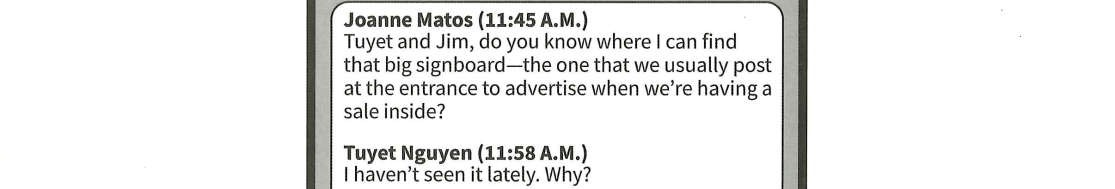 Joanne Matos (11:45 A.M.)
Tuyet and Jim, do you know where I can find
that big signboard—the one that we usually post
at the entrance to advertise when we’re having a
sale inside?
Tuyet Nguyen (11:58 A.M.)
I haven’t seen it lately. Why?